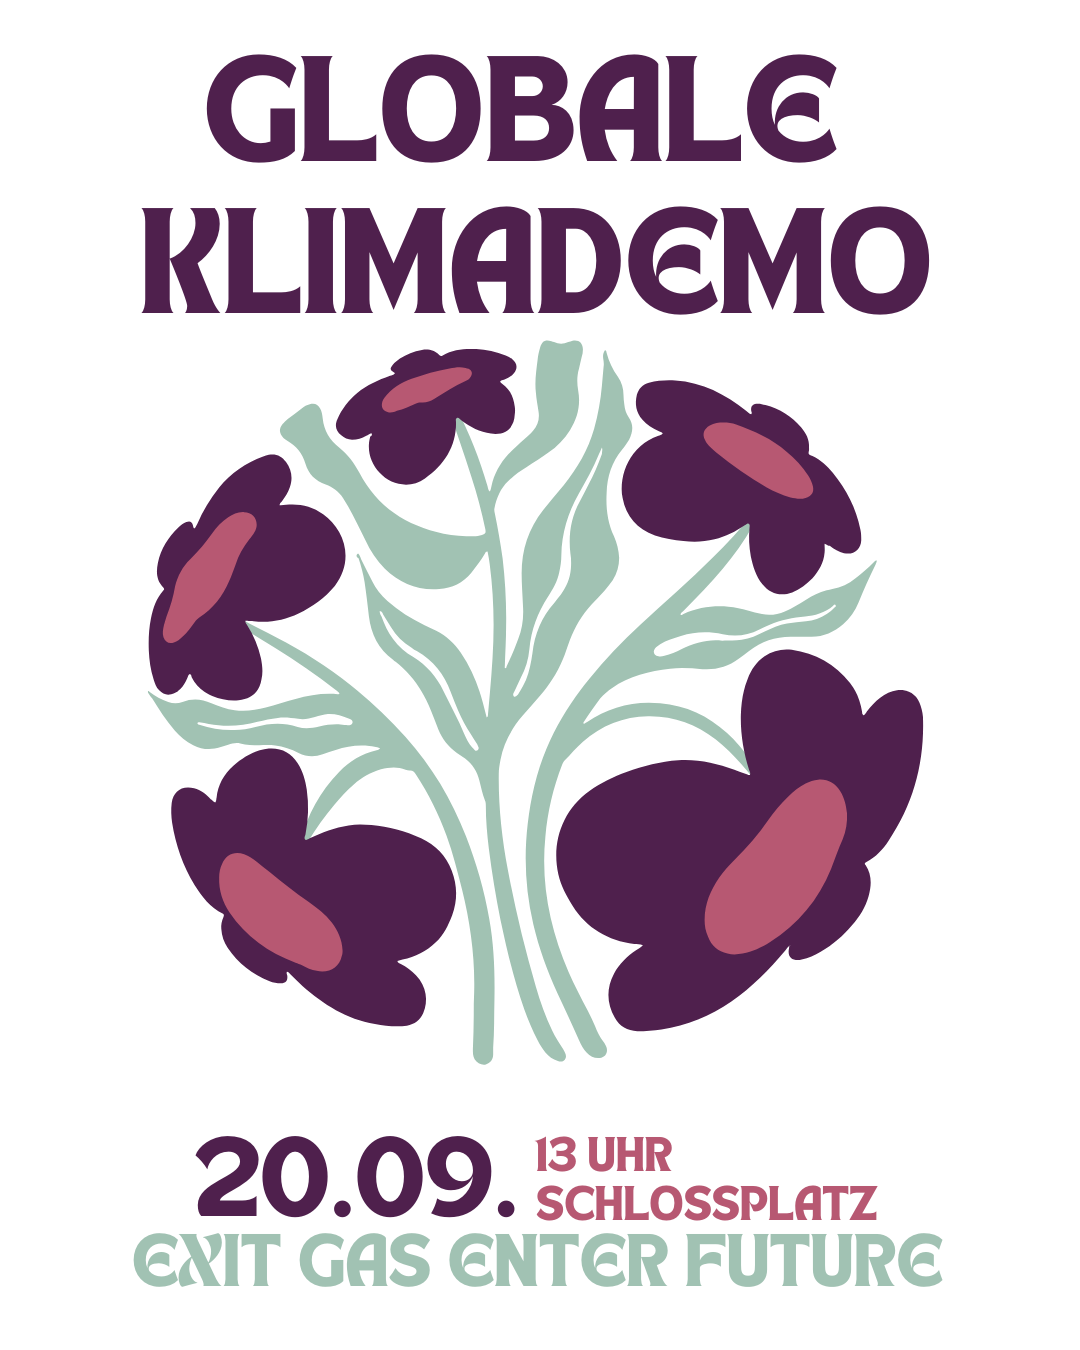 GLOBALE
KLIMADEMO
20.09.
13 UHR
SCHLOSSPLATZ
EXIT GAS ENTER FUTURE